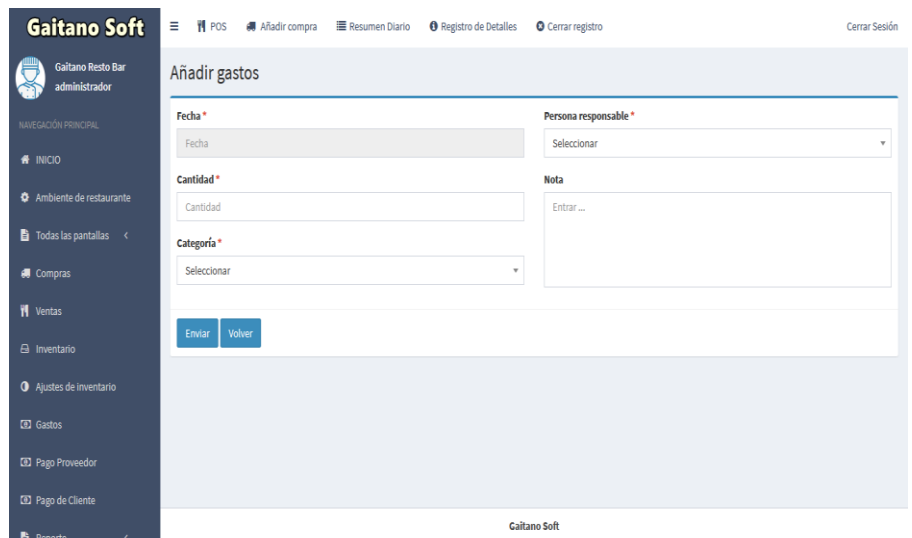 Gaitano Soft
POS Añadir compra Resumen Diario Registro de Detalles Cerrar registro Cerrar Sesión
Gaitano Resto Bar
administrador
NAVEGACIÓN PRINCIPAL
INICIO
Ambiente de restaurante
Todas las pantallas
Compras
Ventas
Inventario
Ajustes de inventario
Gastos
Pago Proveedor
Pago de Cliente
Reporte
Añadir gastos
Fecha *
Fecha
Cantidad *
Cantidad
Categoría *
Seleccionar
Persona responsable *
Seleccionar
Nota
Entrar ...
Enviar Volver
Gaitano Soft